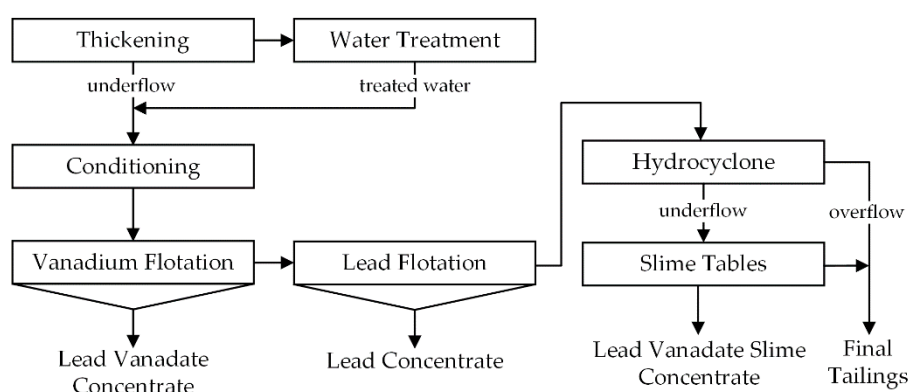 Thickening
Water Treatment
underflow
treated water
Conditioning
Hydrocyclone
underflow
overflow
Vanadium Flotation
Lead Flotation
Slime Tables
Lead Vanadate
Concentrate
Lead Concentrate
Lead Vanadate Slime
Concentrate
Final
Tailings